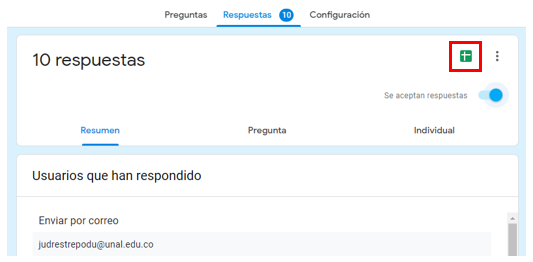 Preguntas Respuestas 10 Configuración
10 respuestas
Se aceptan respuestas
Resumen Pregunta Individual
Usuarios que han respondido
Enviar por correo
judrestrepodu@unal.edu.co